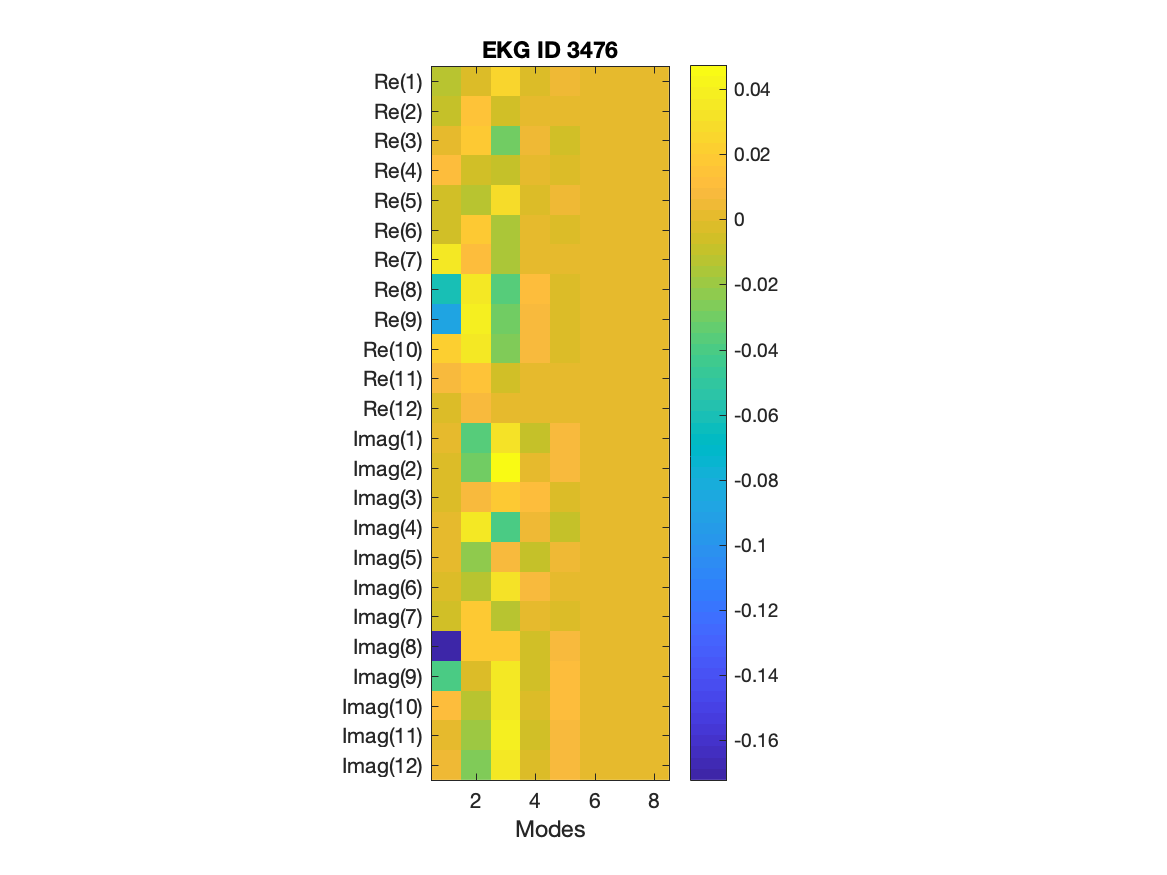 EKG ID 3476
Re(1)
Re(2)
Re(3)
Re(4)
Re(5)
Re(6)
Re(7)
Re(8)
Re(9)
Re(10)
Re(11)
Re(12)
Imag(1)
Imag(2)
Imag(3)
Imag(4)
Imag(5)
Imag(6)
Imag(7)
Imag(8)
Imag(9)
Imag(10)
Imag(11)
Imag(12)
2 4 6 8
Modes
0.04
0.02
0
-0.02
-0.04
-0.06
-0.08
-0.1
-0.12
-0.14
-0.16